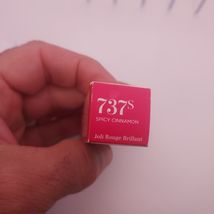 737S
SPICY CINNAMON
Joli Rouge Brillant